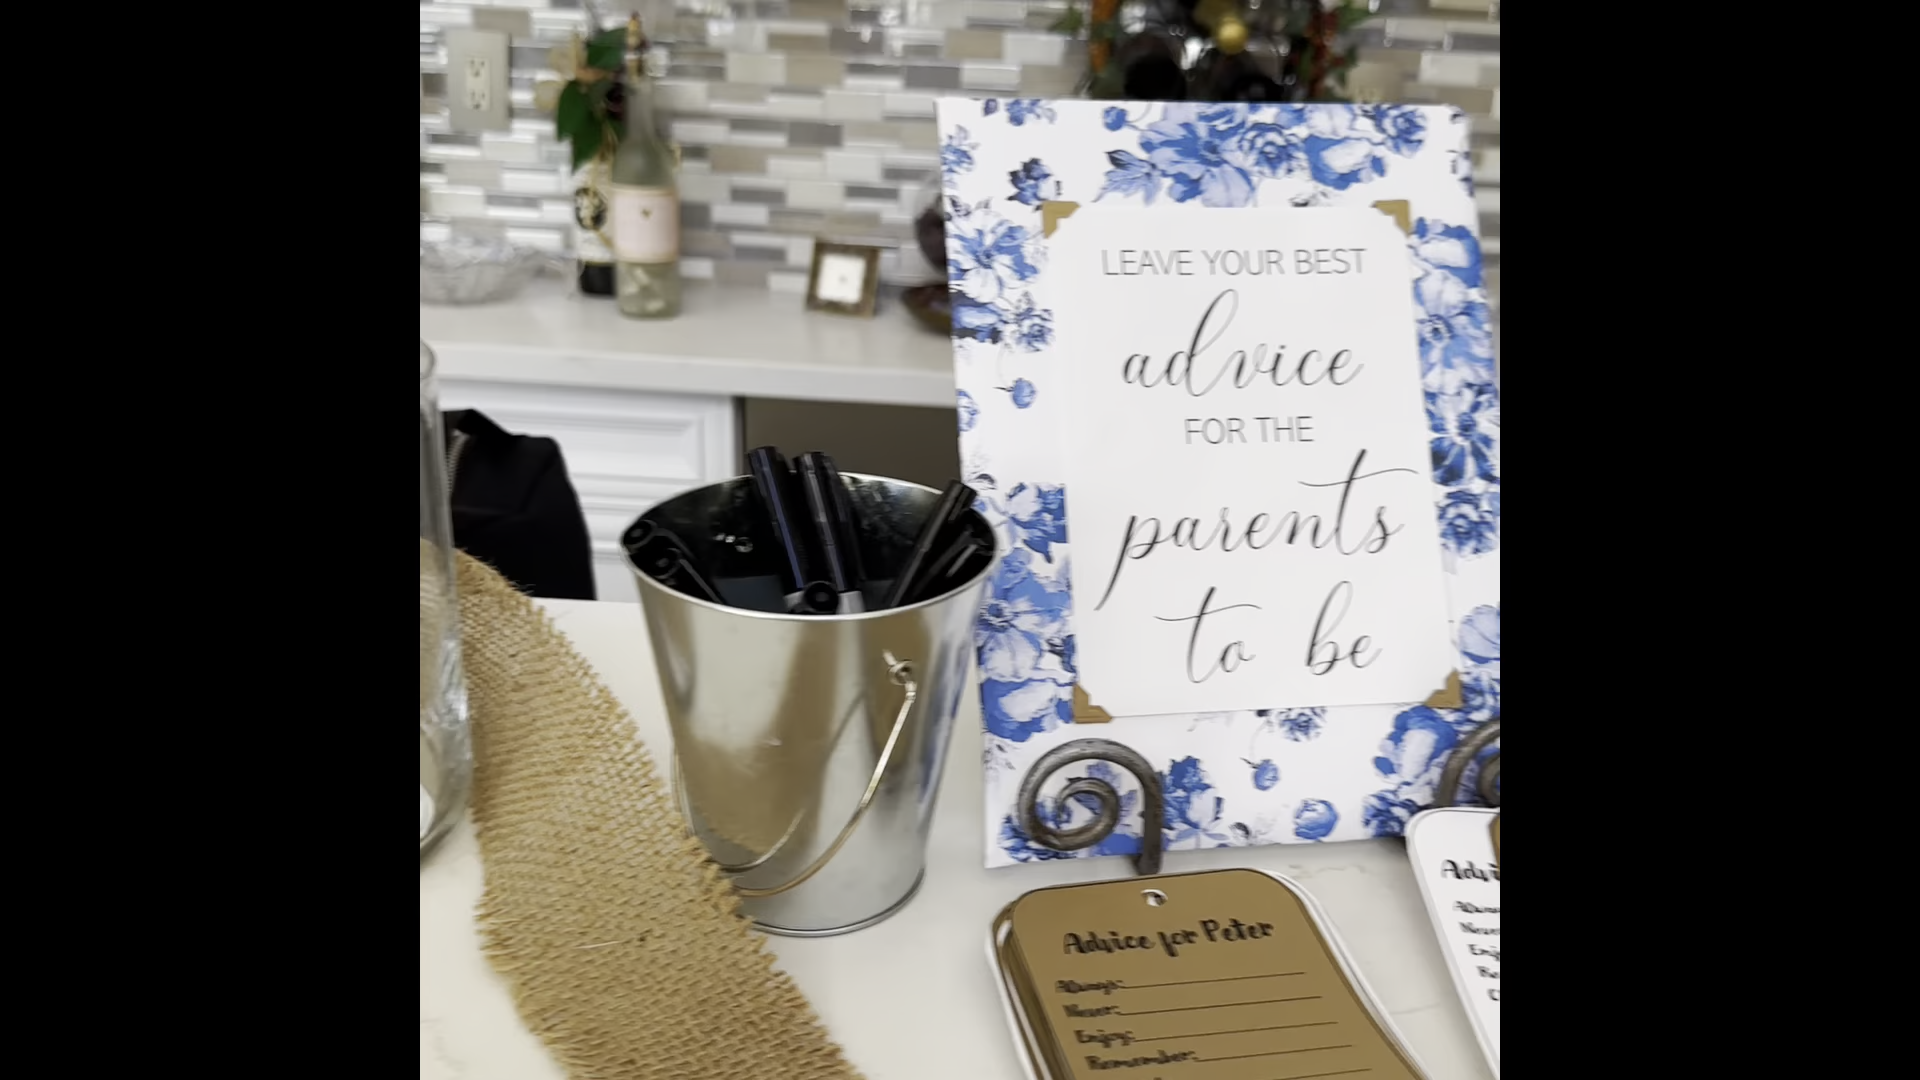 LEAVE YOUR BEST
advice
FOR THE
parents
to be
Advice for Peter
Always:
Never:
Enjoy:
Remember: